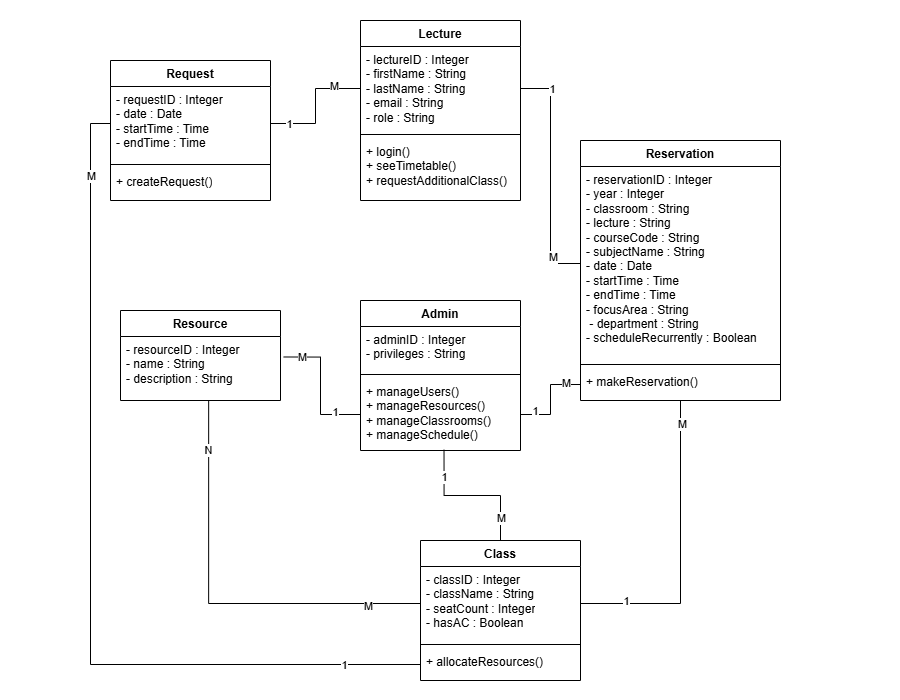 Lecture
- lectureID : Integer
- firstName : String
- lastName : String
- email : String
- role : String
+ login()
+ seeTimetable()
+ requestAdditionalClass()
Request
- requestID : Integer
- date : Date
- startTime : Time
- endTime : Time
+ createRequest()
M
1
1
M
M
Reservation
- reservationID : Integer
- year : Integer
- classroom : String
- lecture : String
- courseCode : String
- subjectName : String
- date : Date
- startTime : Time
- endTime : Time
- focusArea : String
- department : String
- scheduleRecurrently : Boolean
+ makeReservation()
Resource
- resourceID : Integer
- name : String
- description : String
Admin
- adminID : Integer
- privileges : String
+ manageUsers()
+ manageResources()
+ manageClassrooms()
+ manageSchedule()
M
1
1
M
N
1
M
M
Class
- classID : Integer
- className : String
- seatCount : Integer
- hasAC : Boolean
+ allocateResources()
M
1
1